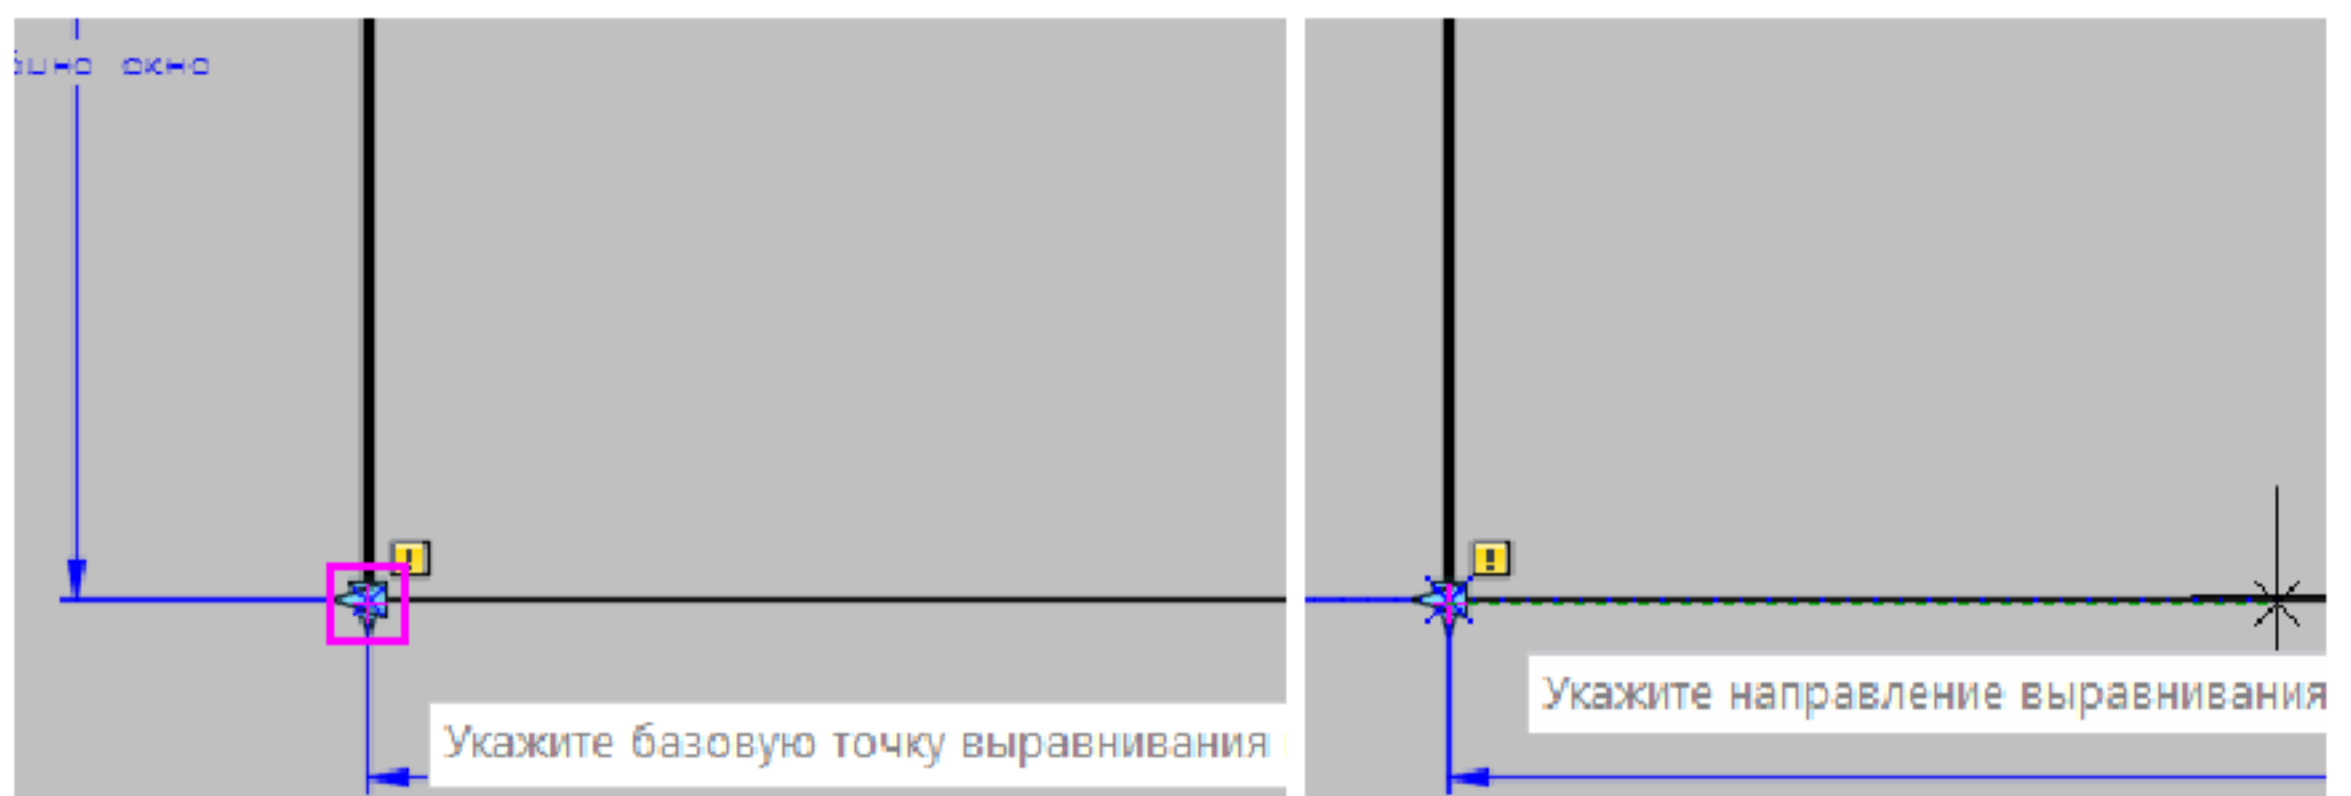 окно
Укажите базовую точку выравнивания
Укажите направление выравнивания